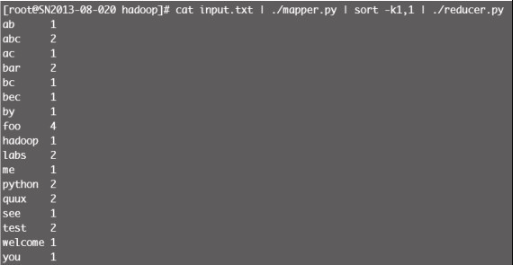 [root@SN2013-08-020 hadoop]# cat input.txt | ./mapper.py | sort -k1,1 | ./reducer.py
ab 1
abc 2
ac 1
bar 2
bc 1
bec 1
by 1
foo 4
hadoop 1
labs 2
me 1
python 2
quux 2
see 1
test 2
welcome 1
you 1